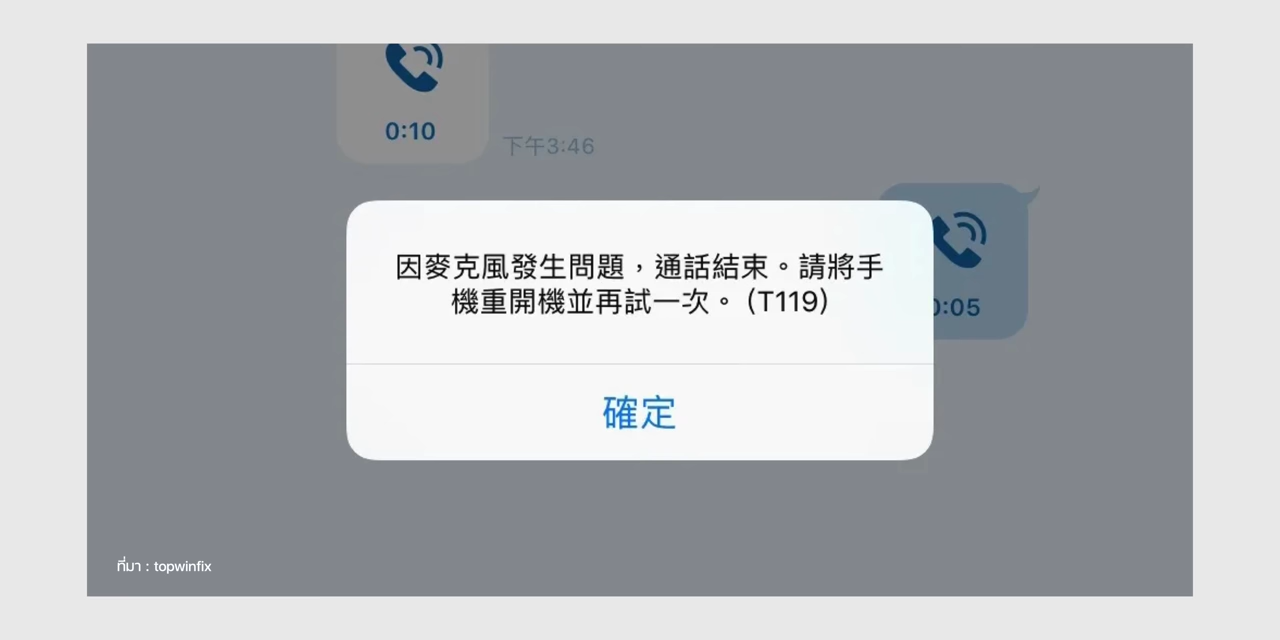 0:10
下午3:46
因麥克風發生問題，通話結束。請將手
機重開機並再試一次。（T119）
0:05
確定
ที่มา : topwinfix